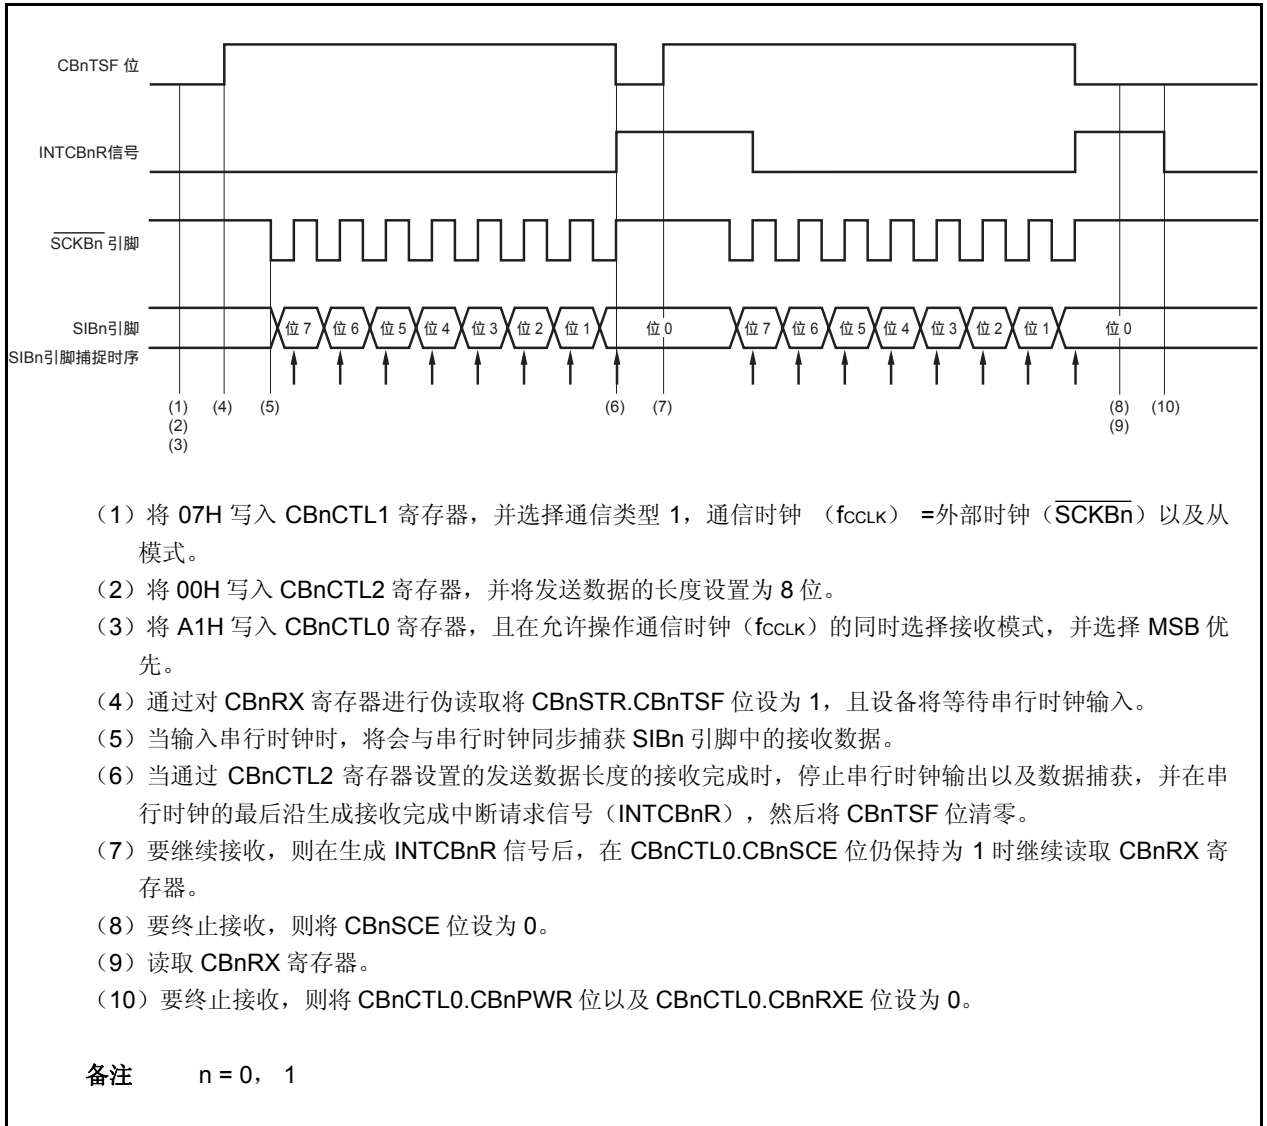 CBnTSF 位
INTCBnR信号
SCKBn 引脚
SIBn引脚
位 7 位 6 位 5 位 4 位 3 位 2 位 1 位 0 位 7 位 6 位 5 位 4 位 3 位 2 位 1 位 0
SIBn引脚捕捉时序
(1) (4) (5) (6) (7) (8) (10)
(2) (9)
(3)
（1）将 07H 写入 CBnCTL1 寄存器，并选择通信类型 1，通信时钟 （fCCLK） =外部时钟（SCKBn）以及从
模式。
（2）将 00H 写入 CBnCTL2 寄存器，并将发送数据的长度设置为 8 位。
（3）将 A1H 写入 CBnCTL0 寄存器，且在允许操作通信时钟（fCCLK）的同时选择接收模式，并选择 MSB 优
先。
（4）通过对 CBnRX 寄存器进行伪读取将 CBnSTR.CBnTSF 位设为 1，且设备将等待串行时钟输入。
（5）当输入串行时钟时，将会与串行时钟同步捕获 SIBn 引脚中的接收数据。
（6）当通过 CBnCTL2 寄存器设置的发送数据长度的接收完成时，停止串行时钟输出以及数据捕获，并在串
行时钟的最后沿生成接收完成中断请求信号（INTCBnR），然后将 CBnTSF 位清零。
（7）要继续接收，则在生成 INTCBnR 信号后，在 CBnCTL0.CBnSCE 位仍保持为 1 时继续读取 CBnRX 寄
存器。
（8）要终止接收，则将 CBnSCE 位设为 0。
（9）读取 CBnRX 寄存器。
（10）要终止接收，则将 CBnCTL0.CBnPWR 位以及 CBnCTL0.CBnRXE 位设为 0。
备注 n = 0， 1